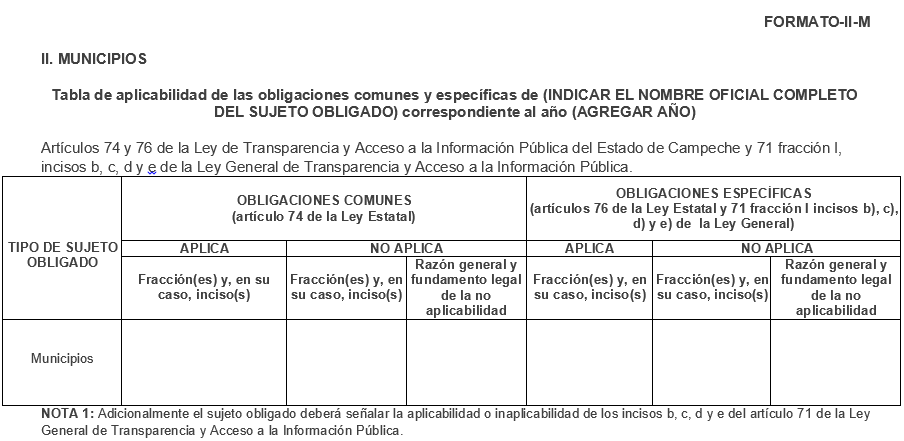 FORMATO-II-M
II. MUNICIPIOS
Tabla de aplicabilidad de las obligaciones comunes y específicas de (INDICAR EL NOMBRE OFICIAL COMPLETO
DEL SUJETO OBLIGADO) correspondiente al año (AGREGAR AÑO)
Artículos 74 y 76 de la Ley de Transparencia y Acceso a la Información Pública del Estado de Campeche y 71 fracción I,
incisos b, c, d y e de la Ley General de Transparencia y Acceso a la Información Pública.
TIPO DE SUJETO
OBLIGADO
OBLIGACIONES COMUNES
(artículo 74 de la Ley Estatal)
OBLIGACIONES ESPECÍFICAS
(artículos 76 de la Ley Estatal y 71 fracción I incisos b), c),
d) y e) de la Ley General)
APLICA
NO APLICA
APLICA
NO APLICA
Fracción(es) y, en su
caso, inciso(s)
Fracción(es) y, en
su caso, inciso(s)
Razón general y
fundamento legal
de la no
aplicabilidad
Fracción(es) y, en
su caso, inciso(s)
Fracción(es) y, en
su caso, inciso(s)
Razón general y
fundamento legal
de la no
aplicabilidad
Municipios
NOTA 1: Adicionalmente el sujeto obligado deberá señalar la aplicabilidad o inaplicabilidad de los incisos b, c, d y e del artículo 71 de la Ley
General de Transparencia y Acceso a la Información Pública.